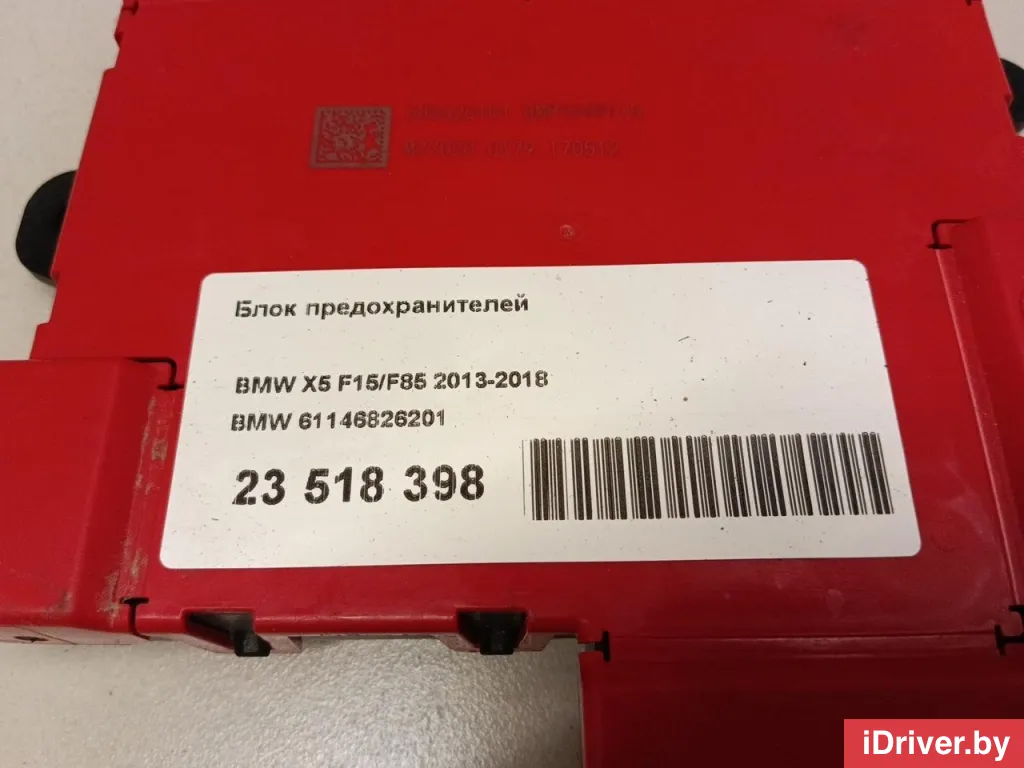 Блок предохранителей
BMW X5 F15/F85 2013-2018
BMW 61146826201
23 518 398
iDriver.by